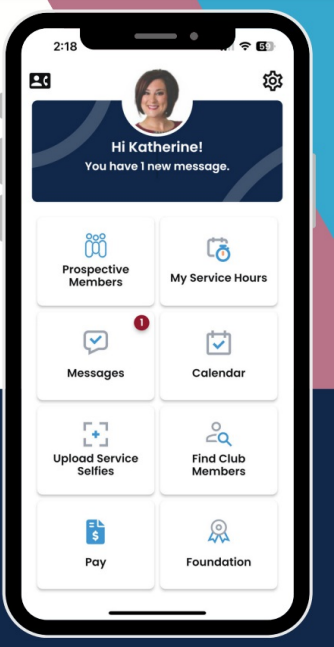 2:18
59
Hi Katherine!
You have 1 new message.
Prospective
Members
My Service Hours
1
Messages
Calendar
Upload Service
Selfies
Find Club
Members
$
Pay
Foundation